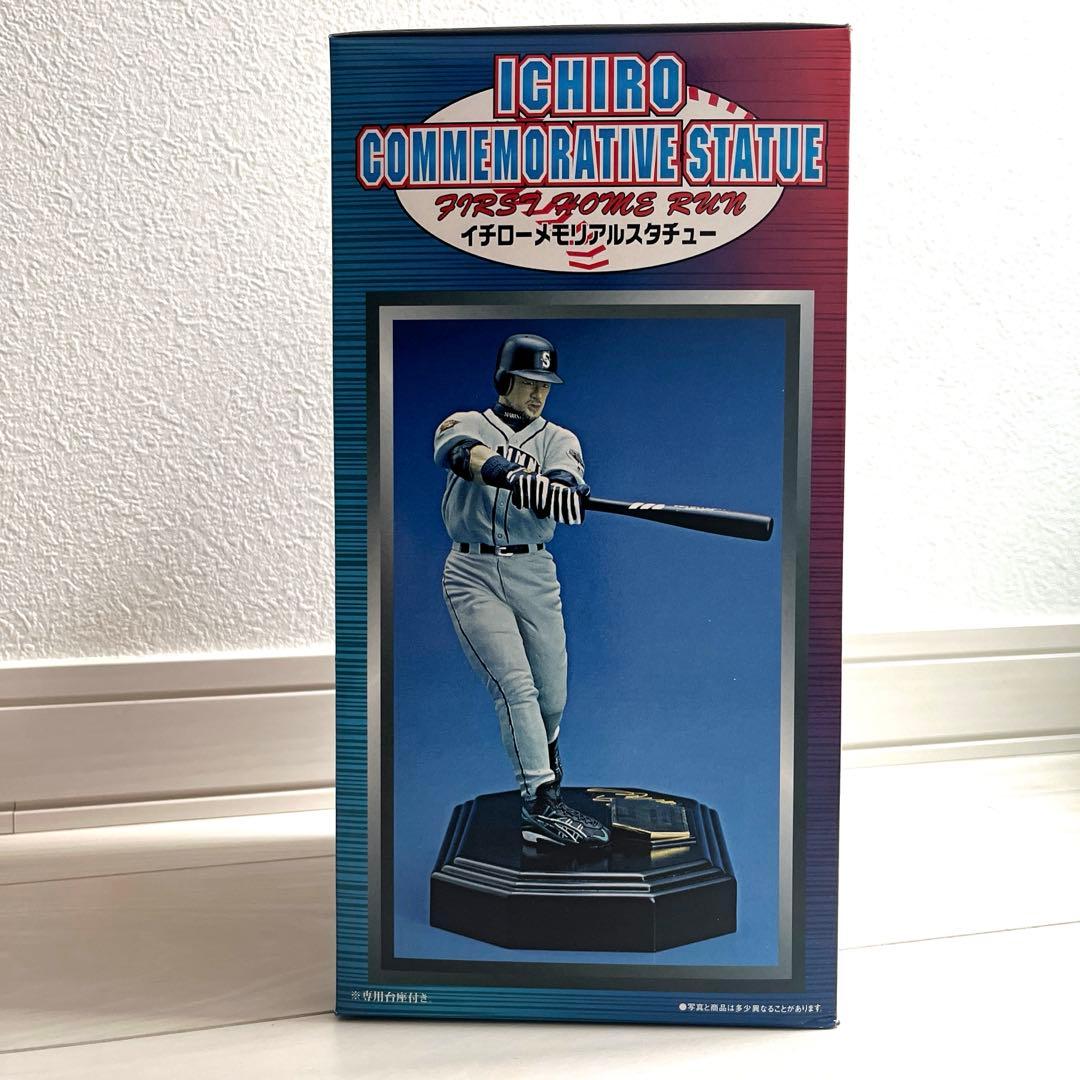 ICHIRO
COMMEMORATIVE STATUE
FIRST HOME RUN
イチローメモリアルスタチュー
S
※専用台座付き
●写真と商品は多少異なることがあります。